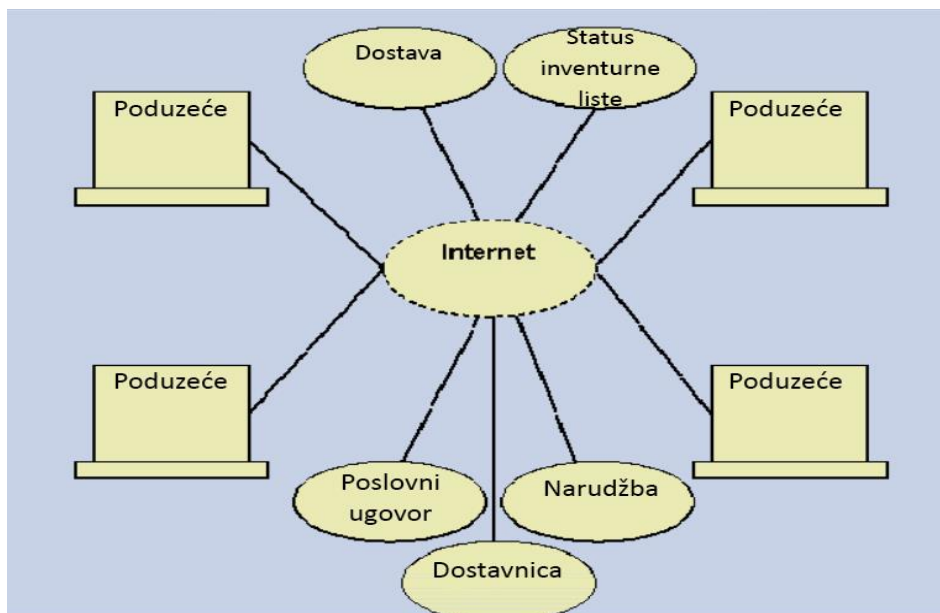 Dostava
Status
inventurne
liste
Poduzeće
Poduzeće
Internet
Poduzeće
Poduzeće
Poslovni
ugovor
Narudžba
Dostavnica